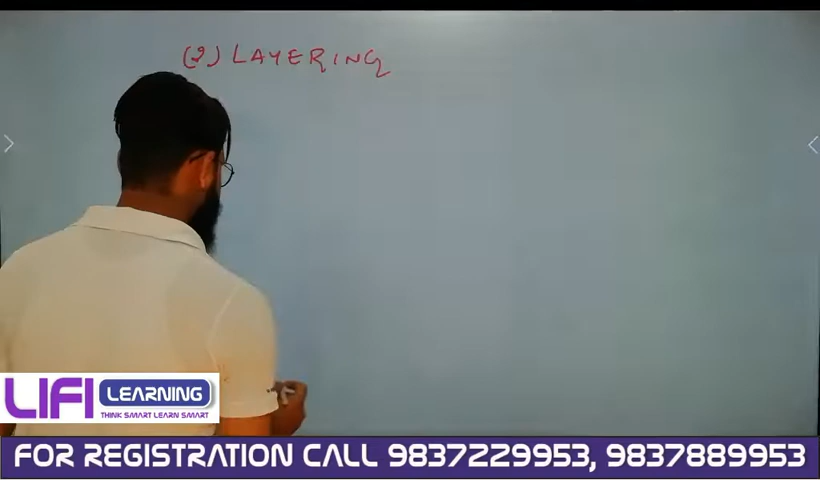 (2) LAYERING
LIFI LEARNING
THINK SMART LEARN SMART
FOR REGISTRATION CALL 9837229953, 9837889953